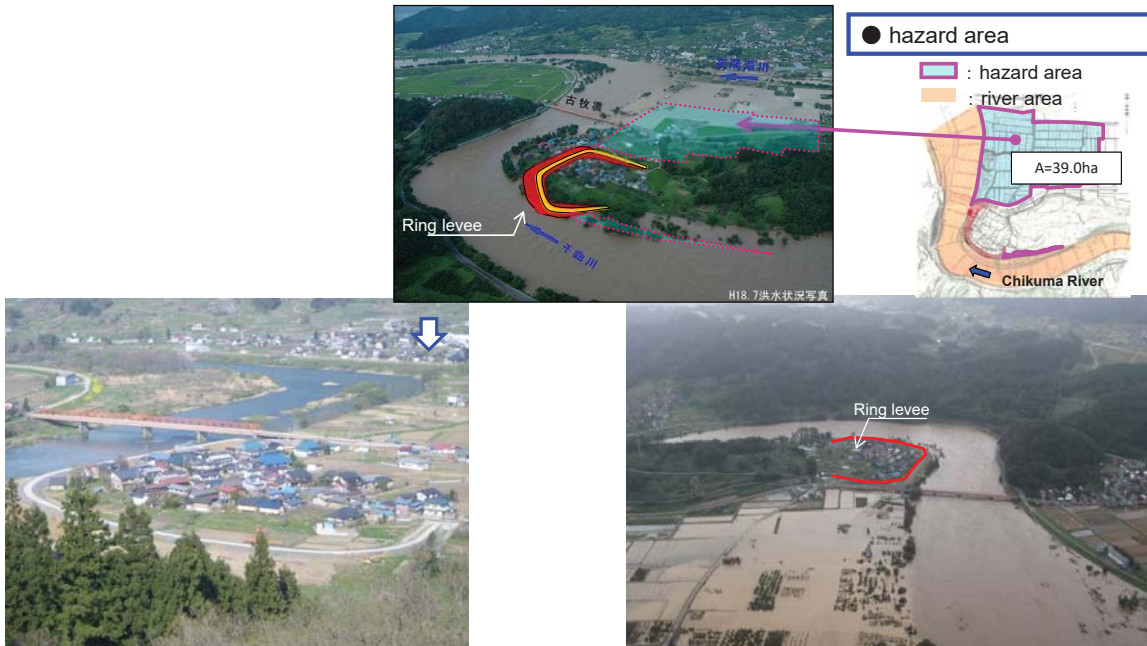 ● hazard area
: hazard area
: river area
A=39.0ha
Chikuma River
古牧橋
Ring levee
千曲川
H18.7洪水状況写真
Ring levee